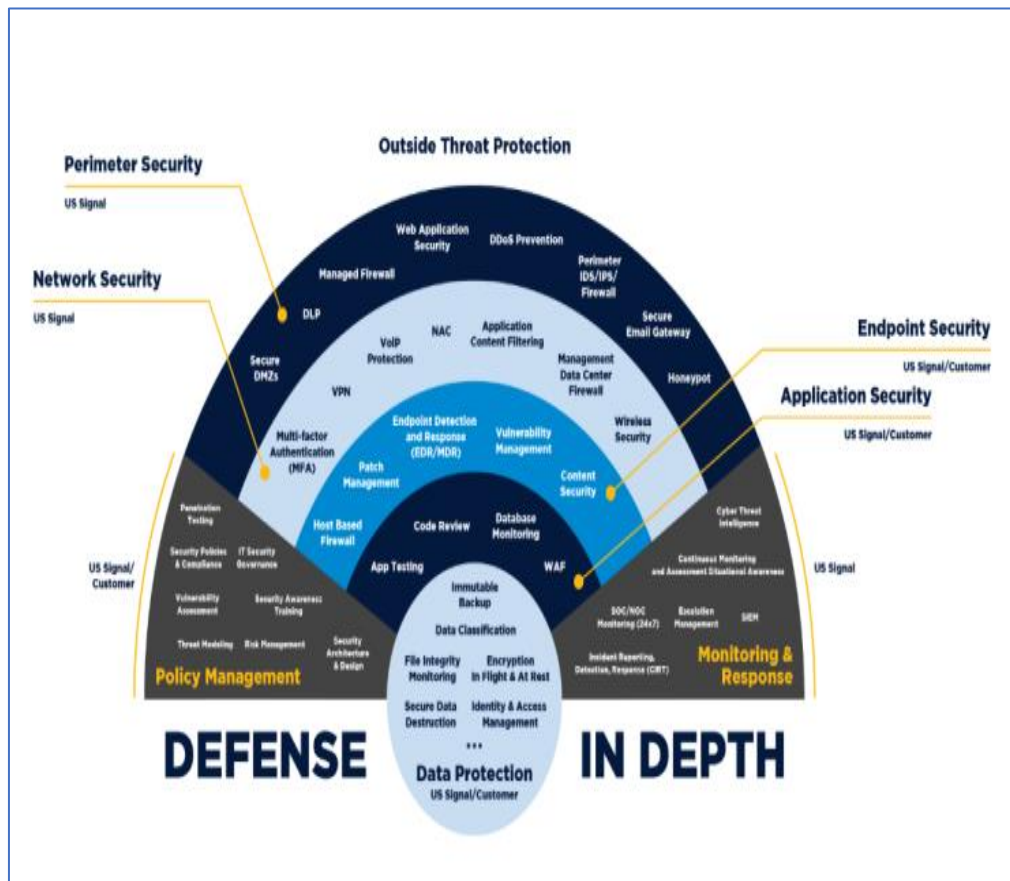 Outside Threat Protection
Perimeter Security
US Signal
Network Security
US Signal
Endpoint Security
US Signal/Customer
Application Security
US Signal/Customer
Web Application
Security
DDoS Prevention
Managed Firewall
Perimeter
IDS/IPS/
Firewall
DLP
Secure
Email Gateway
Secure
DMZs
Honeypot
NAC
Application
Content Filtering
VoIP
Protection
Management
Data Center
Firewall
VPN
Wireless
Security
Multi-factor
Authentication
(MFA)
Endpoint Detection
and Response
(EDR/MDR)
Vulnerability
Management
Patch
Management
Content
Security
Host Based
Firewall
Code Review
Database
Monitoring
App Testing
WAF
Penetration
Testing
Security Policies
& Compliance
IT Security
Governance
Vulnerability
Assessment
Security Awareness
Training
Threat Modeling
Risk Management
Security
Architecture
& Design
Policy Management
US Signal/
Customer
Cyber Threat
Intelligence
Continuous Monitoring
and Assessment Situational Awareness
SOC/NOC
Monitoring (24x7)
Escalation
Management
SIEM
Incident Reporting,
Detection, Response (CIRT)
Monitoring &
Response
US Signal
Immutable
Backup
Data Classification
File Integrity
Monitoring
Encryption
In Flight & At Rest
Secure Data
Destruction
Identity & Access
Management
...
Data Protection
US Signal/Customer
DEFENSE
IN DEPTH